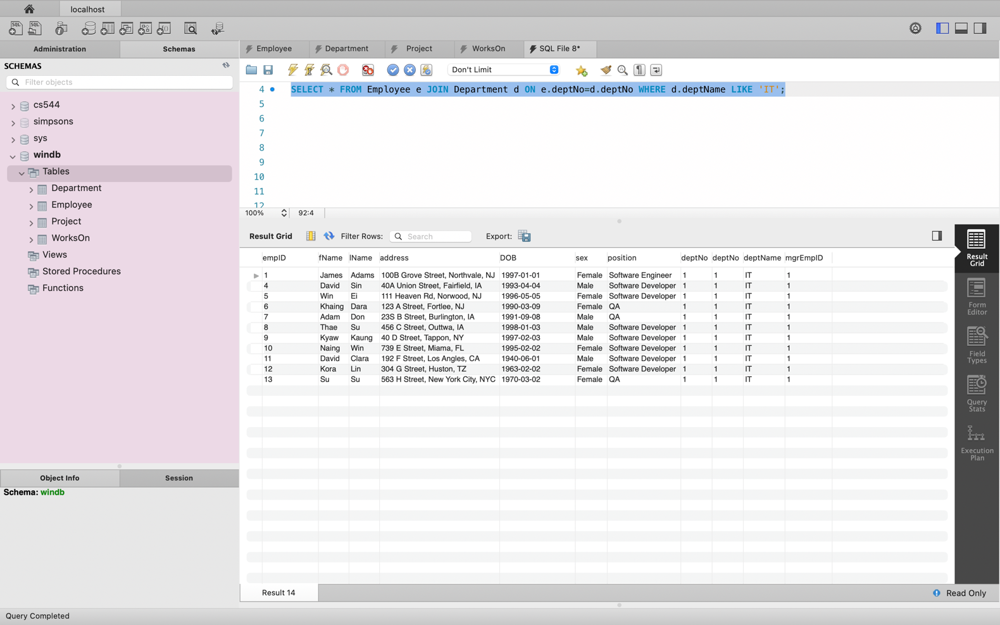 localhost
Administration
Schemas
SCHEMAS
Filter objects
cs544
simpsons
sys
windb
Tables
Department
Employee
Project
WorksOn
Views
Stored Procedures
Functions
Object Info
Session
Schema: windb
Query Completed
Employee
Department
Project
WorksOn
SQL File 8*
Don't Limit
4 SELECT * FROM Employee e JOIN Department d ON e.deptNo=d.deptNo WHERE d.deptName LIKE 'IT';
5
6
7
8
9
10
11
12
100% 92:4
Result Grid Filter Rows: Search Export:
empID fName lName address DOB sex position deptNo deptNo deptName mgrEmpID
1 James Adams 100B Grove Street, Northvale, NJ 1997-01-01 Female Software Engineer 1 1 IT 1
4 David Sin 40A Union Street, Fairfield, IA 1993-04-04 Male Software Developer 1 1 IT 1
5 Win Ei 111 Heaven Rd, Norwood, NJ 1996-05-05 Female Software Developer 1 1 IT 1
6 Khaing Dara 123 A Street, Fortlee, NJ 1990-03-09 Female QA 1 1 IT 1
7 Adam Don 23S B Street, Burlington, IA 1991-09-08 Male QA 1 1 IT 1
8 Thae Su 456 C Street, Outtwa, IA 1998-01-03 Male Software Developer 1 1 IT 1
9 Kyaw Kaung 40 D Street, Tappon, NY 1997-02-03 Male Software Developer 1 1 IT 1
10 Naing Win 739 E Street, Miama, FL 1995-02-02 Female Software Developer 1 1 IT 1
11 David Clara 192 F Street, Los Angles, CA 1940-06-01 Male Software Developer 1 1 IT 1
12 Kora Lin 304 G Street, Huston, TZ 1963-02-02 Female Software Developer 1 1 IT 1
13 Su Su 563 H Street, New York City, NYC 1970-03-02 Female QA 1 1 IT 1
Result
Grid
Form
Editor
Field
Types
Query
Stats
Execution
Plan
Result 14
Read Only